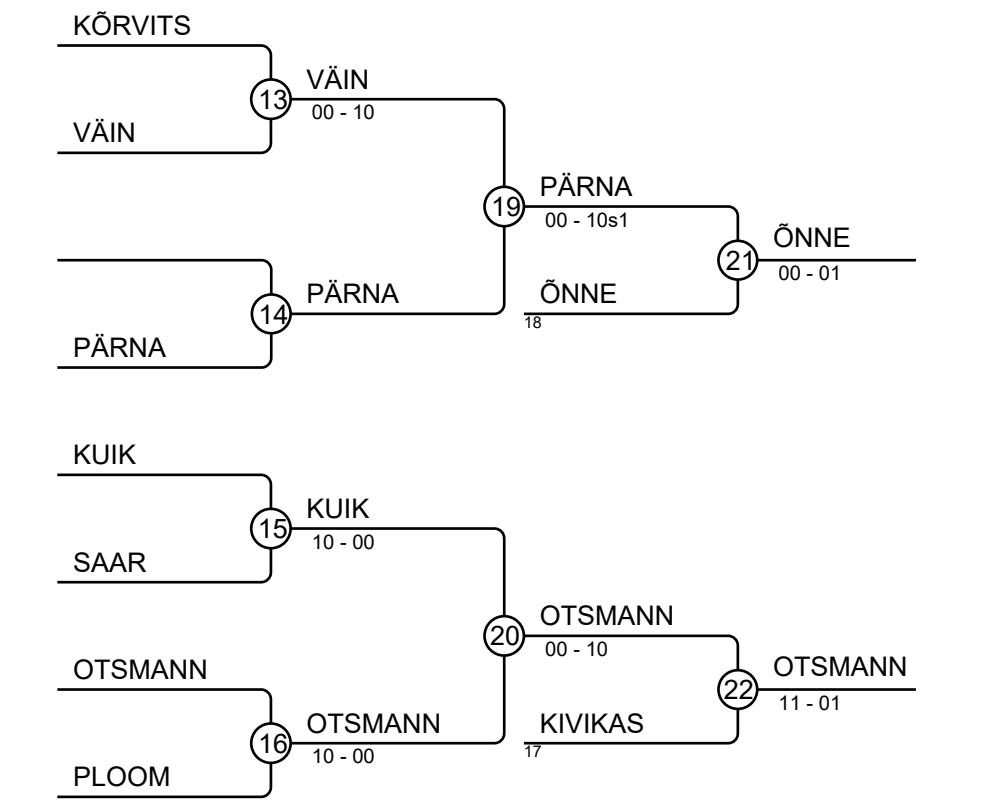 KÕRVITS
13
VÄIN
00 - 10
VÄIN
19
PÄRNA
00 - 10s1
21
ÕNNE
00 - 01
14
PÄRNA
ÕNNE
18
PÄRNA
KUIK
15
KUIK
10 - 00
SAAR
20
OTSMANN
00 - 10
OTSMANN
22
OTSMANN
11 - 01
16
OTSMANN
10 - 00
KIVIKAS
17
PLOOM